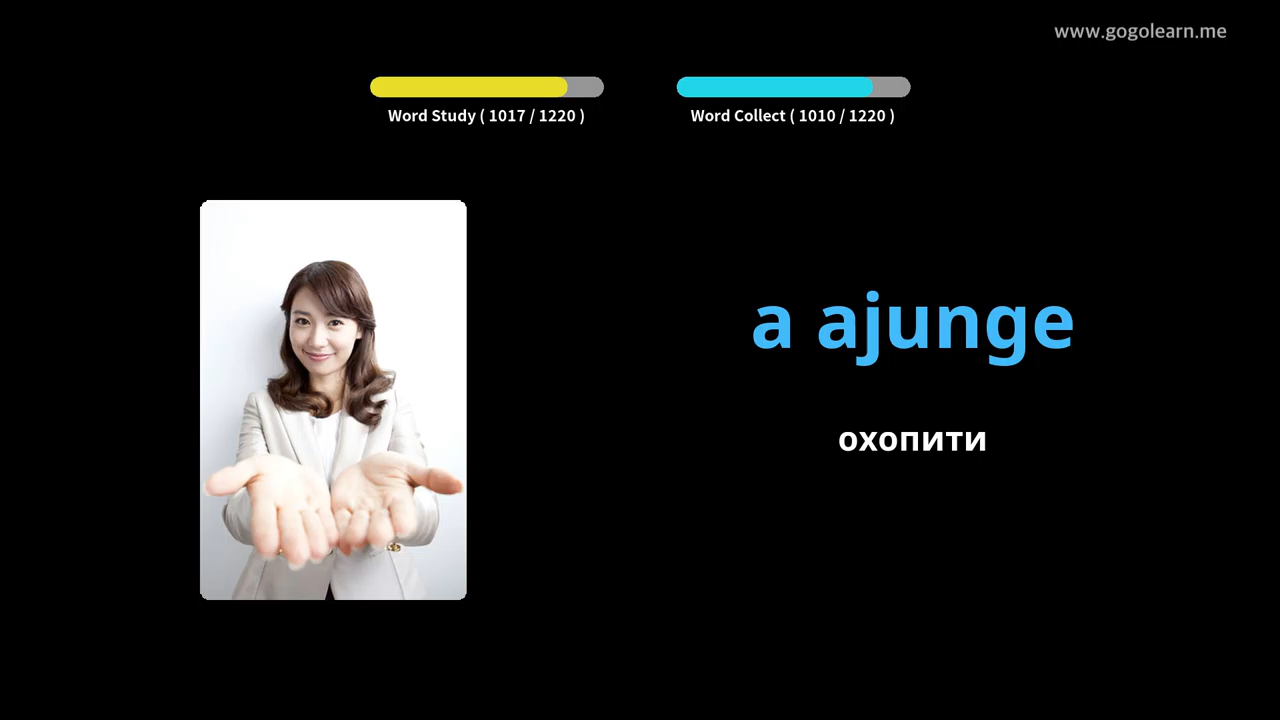 www.gogolearn.me
Word Study ( 1017 / 1220 )
Word Collect ( 1010 / 1220 )
a ajunge
охопити